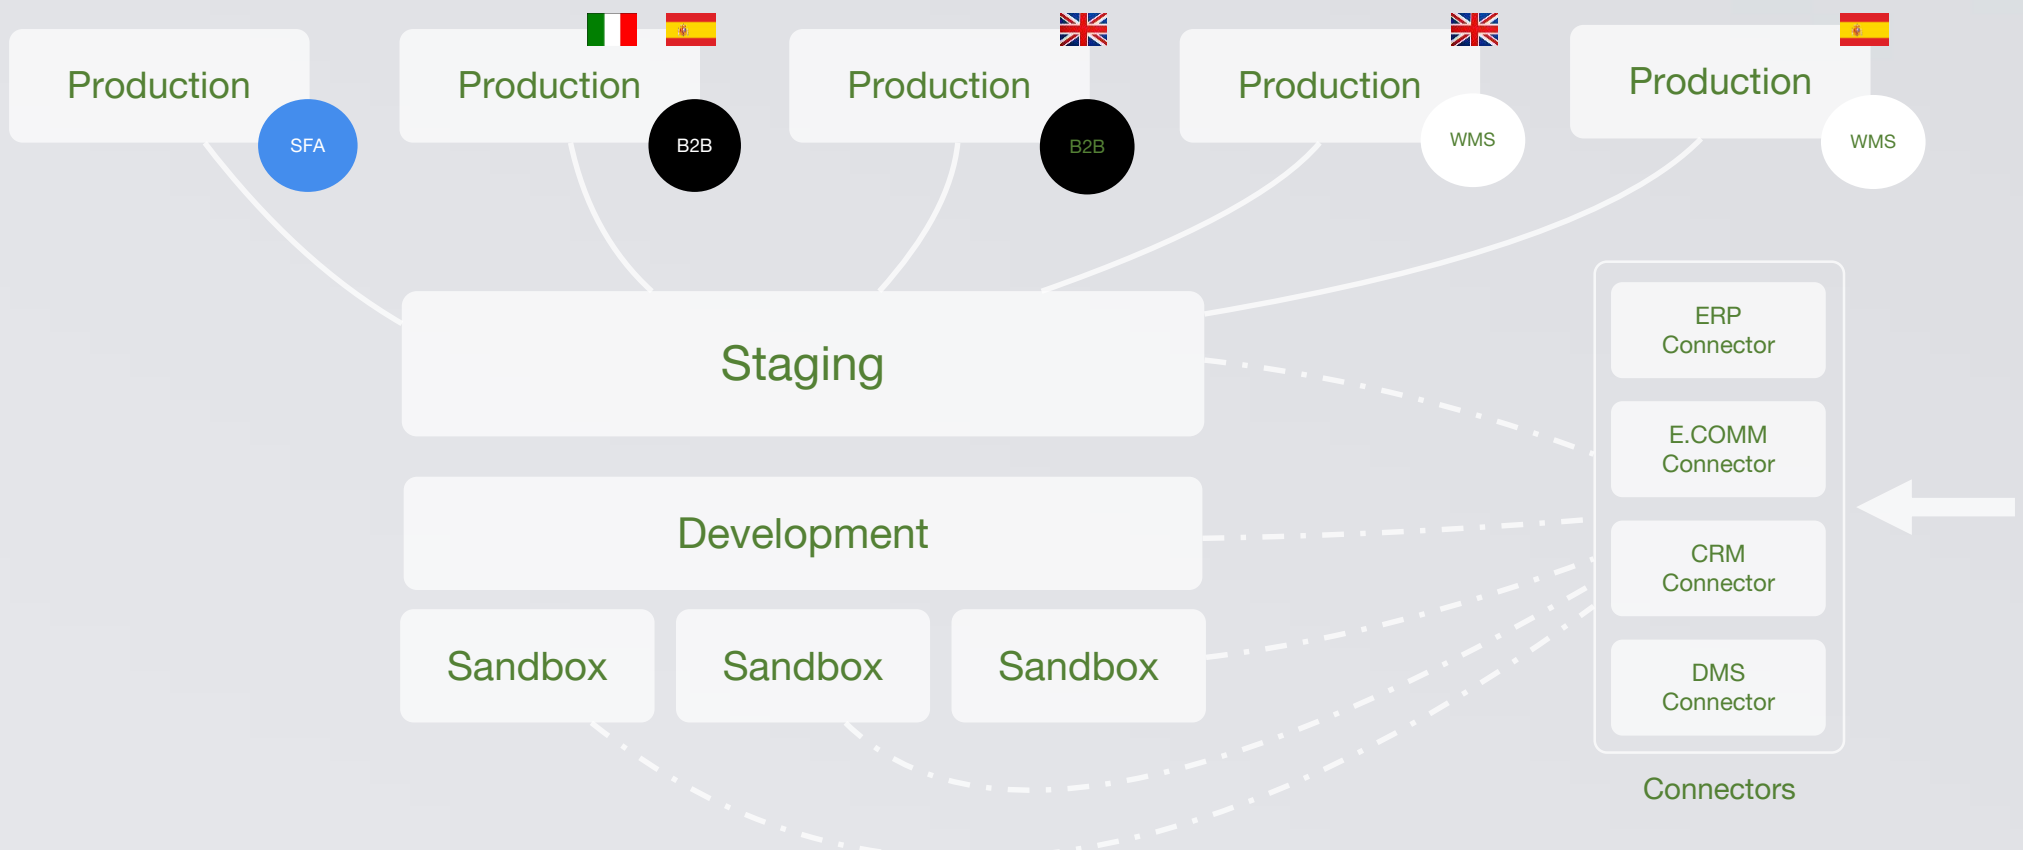 Production
Production
Production
Production
Production
SFA
B2B
B2B
WMS
WMS
Staging
Development
Sandbox
Sandbox
Sandbox
ERP
Connector
E.COMM
Connector
CRM
Connector
DMS
Connector
Connectors